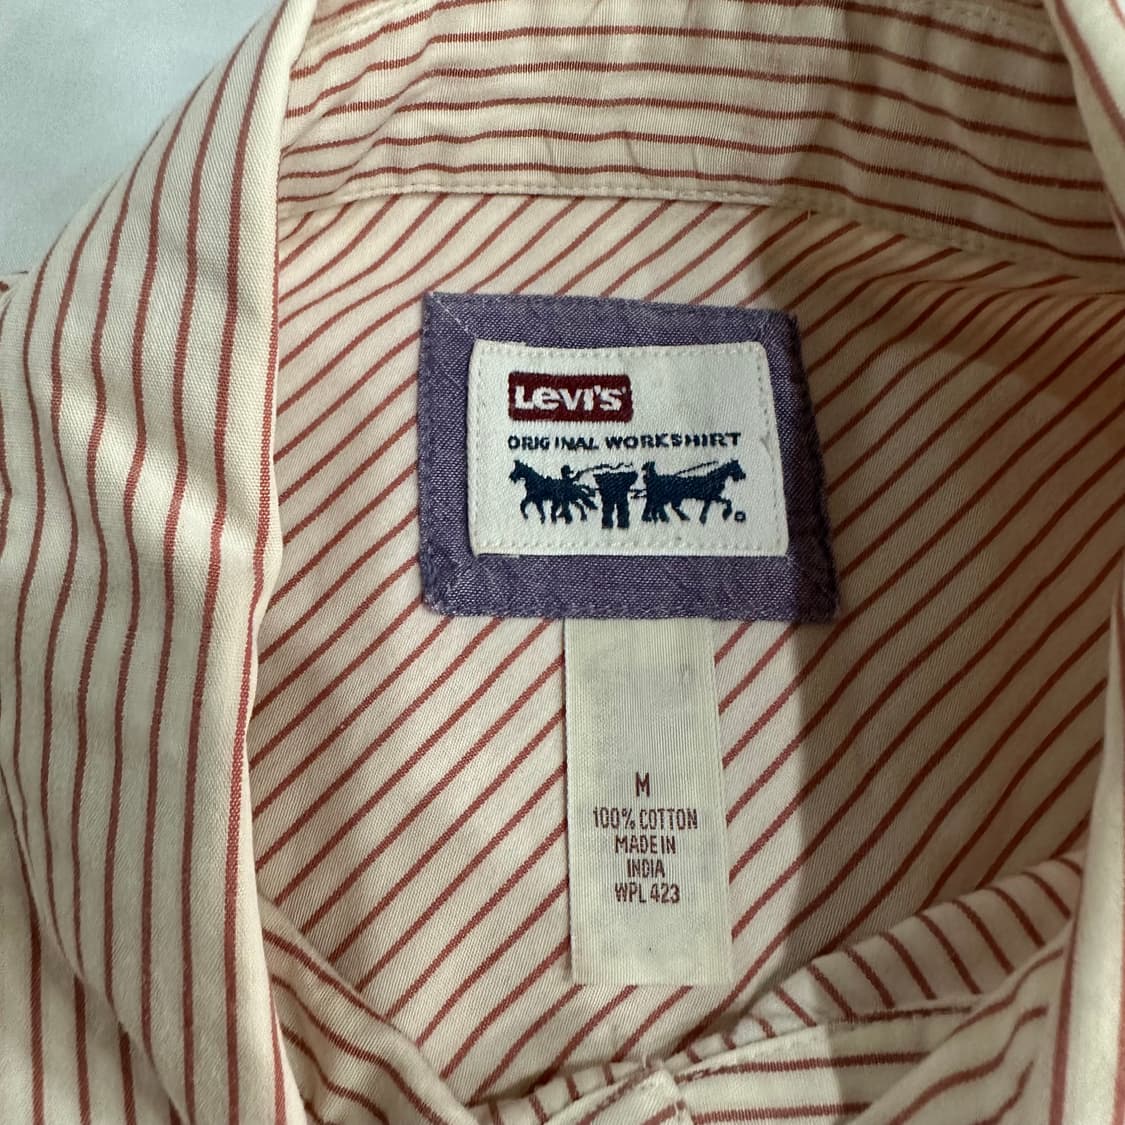 Levi's
ORIGINAL WORKSHIRT
M
100% COTTON
MADE IN
INDIA
WPL 423